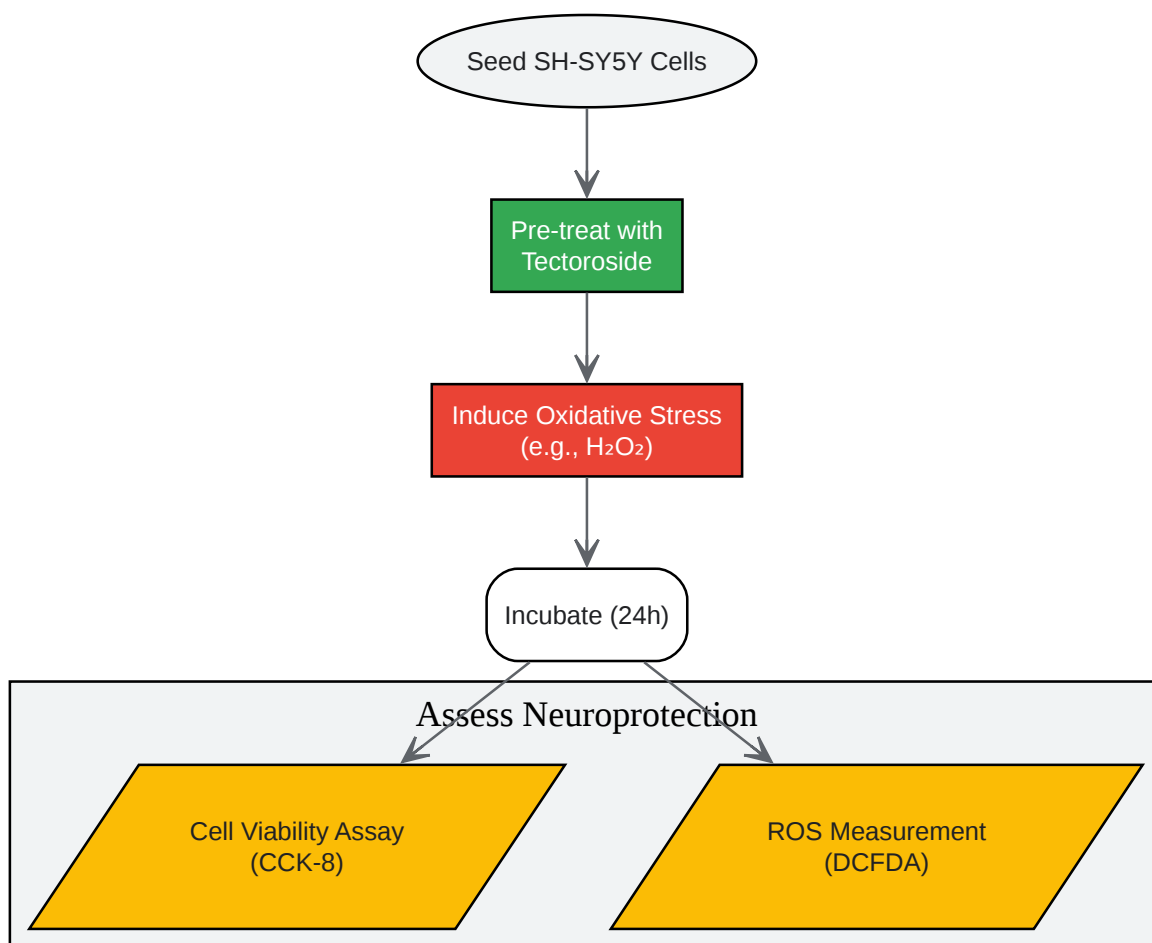 Seed SH-SY5Y Cells
Pre-treat with
Tectoroside
Induce Oxidative Stress
(e.g., H₂O₂)
Incubate (24h)
Assess Neuroprotection
Cell Viability Assay
(CCK-8)
ROS Measurement
(DCFDA)